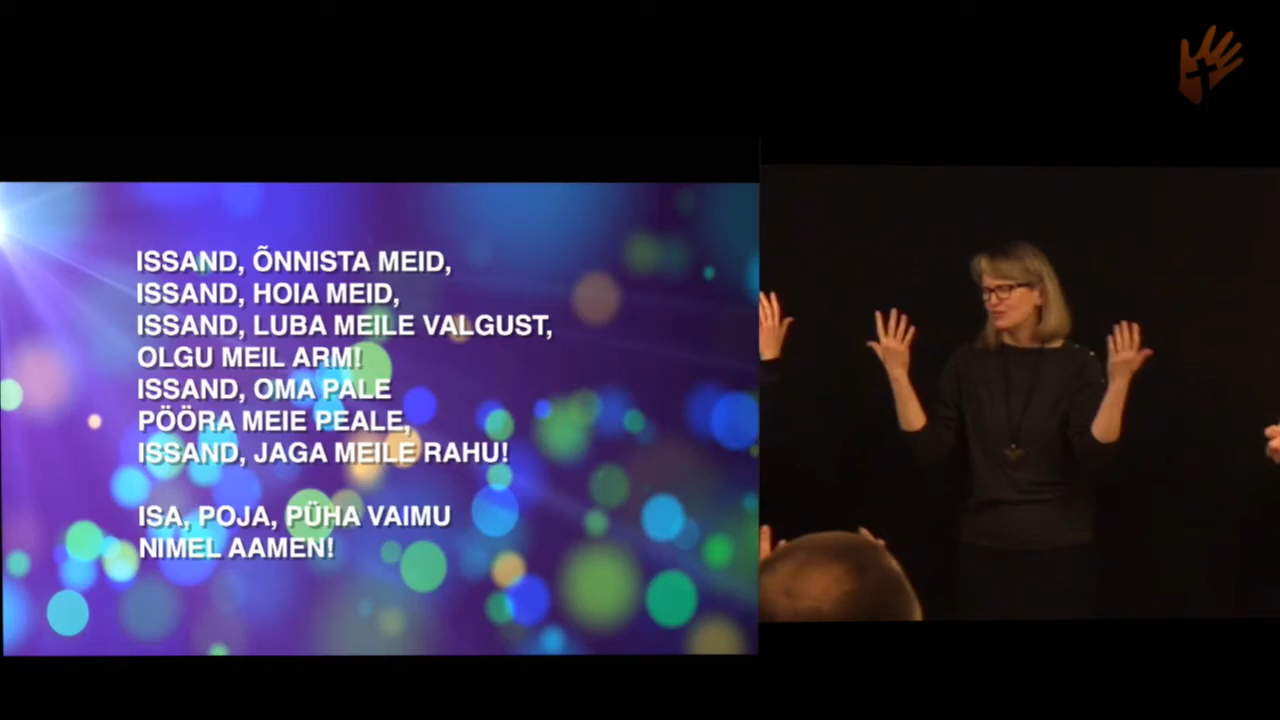 ISSAND, ÕNNISTA MEID,
ISSAND, HOIA MEID,
ISSAND, LUBA MEILE VALGUST,
OLGU MEIL ARM!
ISSAND, OMA PALE
PÖÖRA MEIE PEALE,
ISSAND, JAGA MEILE RAHU!
ISA, POJA, PÜHA VAIMU
NIMEL AAMEN!